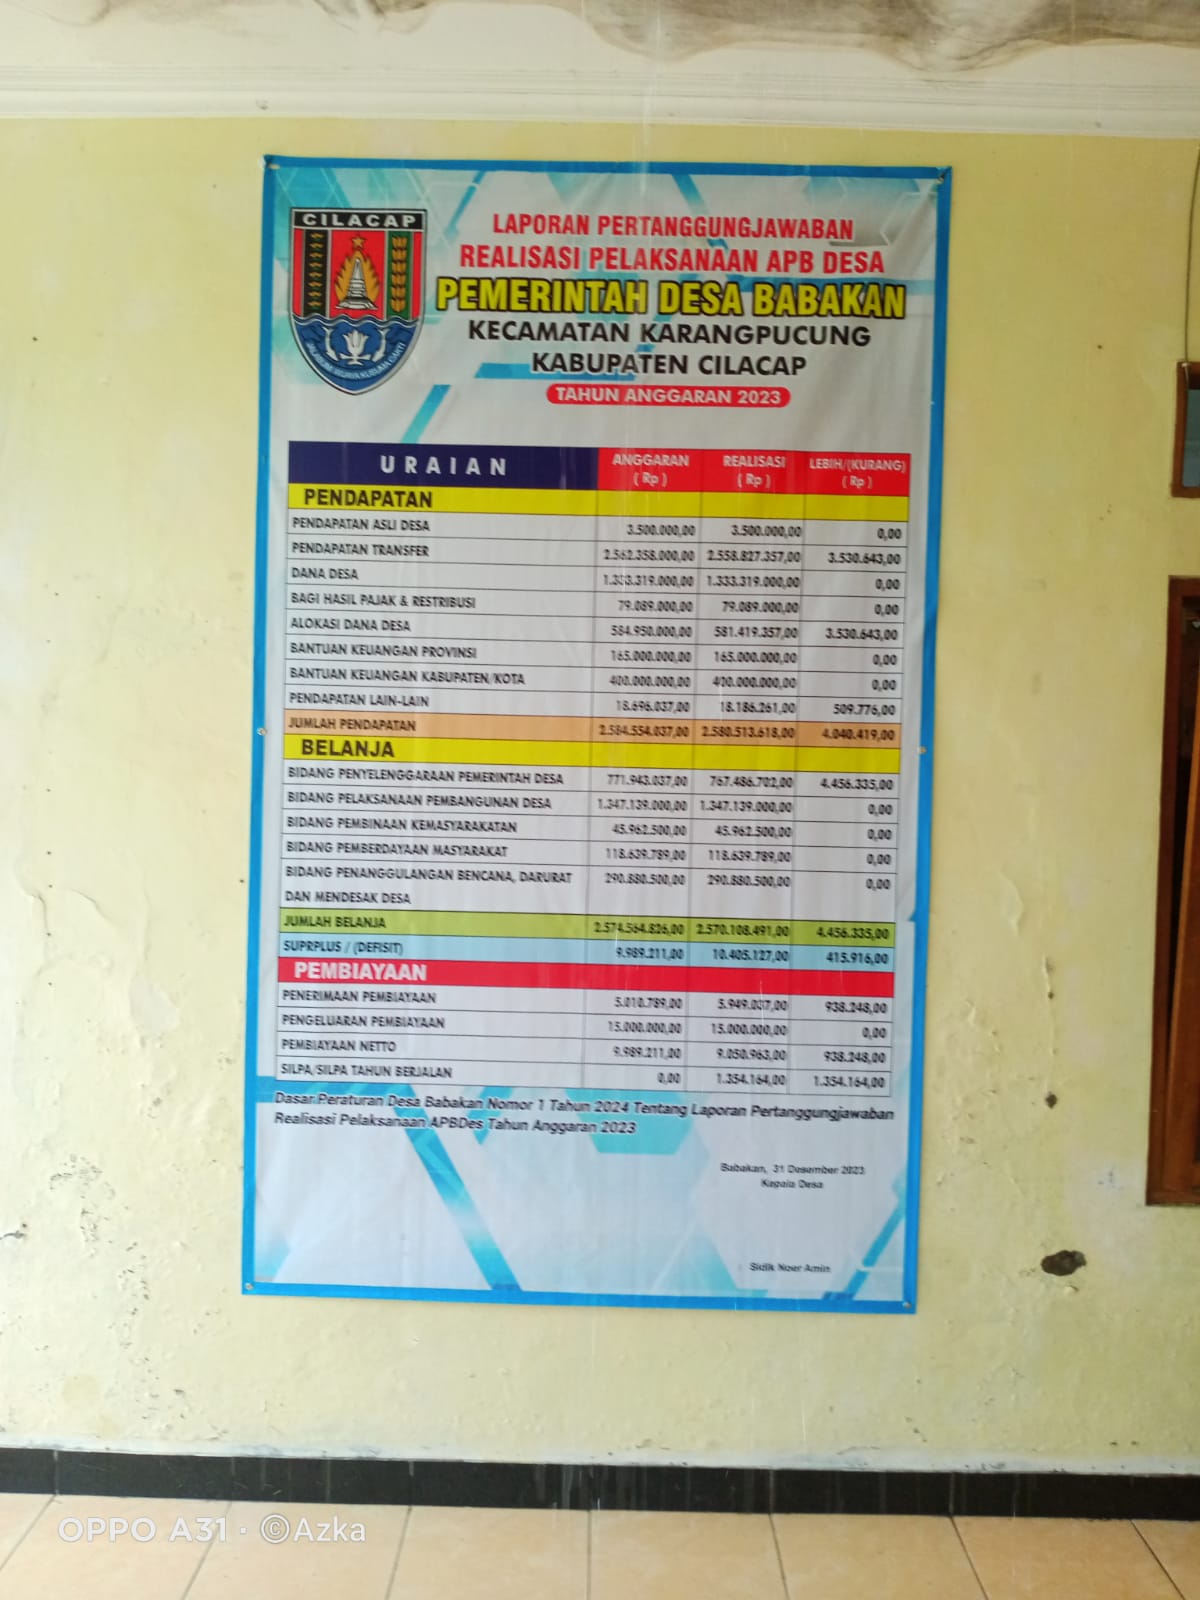 CILACAP
JALABUMI WIJAYAKUSUMA CAKTI
LAPORAN PERTANGGUNGJAWABAN
REALISASI PELAKSANAAN APB DESA
PEMERINTAH DESA BABAKAN
KECAMATAN KARANGPUCUNG
KABUPATEN CILACAP
TAHUN ANGGARAN 2023
URAIAN ANGGARAN (Rp) REALISASI (Rp) LEBIH/(KURANG) (Rp)
PENDAPATAN
PENDAPATAN ASLI DESA 3.500.000,00 3.500.000,00 0,00
PENDAPATAN TRANSFER 2.562.358.000,00 2.558.827.357,00 3.530.643,00
DANA DESA 1.333.319.000,00 1.333.319.000,00 0,00
BAGI HASIL PAJAK & RESTRIBUSI 79.089.000,00 79.089.000,00 0,00
ALOKASI DANA DESA 584.950.000,00 581.419.357,00 3.530.643,00
BANTUAN KEUANGAN PROVINSI 165.000.000,00 165.000.000,00 0,00
BANTUAN KEUANGAN KABUPATEN/KOTA 400.000.000,00 400.000.000,00 0,00
PENDAPATAN LAIN-LAIN 18.696.037,00 18.186.261,00 509.776,00
JUMLAH PENDAPATAN 2.584.554.037,00 2.580.513.618,00 4.040.419,00
BELANJA
BIDANG PENYELENGGARAAN PEMERINTAH DESA 771.943.037,00 767.486.702,00 4.456.335,00
BIDANG PELAKSANAAN PEMBANGUNAN DESA 1.347.139.000,00 1.347.139.000,00 0,00
BIDANG PEMBINAAN KEMASYARAKATAN 45.962.500,00 45.962.500,00 0,00
BIDANG PEMBERDAYAAN MASYARAKAT 118.639.789,00 118.639.789,00 0,00
BIDANG PENANGGULANGAN BENCANA, DARURAT 290.880.500,00 290.880.500,00 0,00
DAN MENDESAK DESA
JUMLAH BELANJA 2.574.564.826,00 2.570.108.491,00 4.456.335,00
SUPRPLUS / (DEFISIT) 9.989.211,00 10.405.127,00 415.916,00
PEMBIAYAAN
PENERIMAAN PEMBIAYAAN 5.010.789,00 5.949.037,00 938.248,00
PENGELUARAN PEMBIAYAAN 15.000.000,00 15.000.000,00 0,00
PEMBIAYAAN NETTO 9.989.211,00 9.050.963,00 938.248,00
SILPA/SILPA TAHUN BERJALAN 0,00 1.354.164,00 1.354.164,00
Dasar Peraturan Desa Babakan Nomor 1 Tahun 2024 Tentang Laporan Pertanggungjawaban
Realisasi Pelaksanaan APBDes Tahun Anggaran 2023
Babakan, 31 Desember 2023
Kepala Desa
Sidik Noer Amin
OPPO A31 · ©Azka